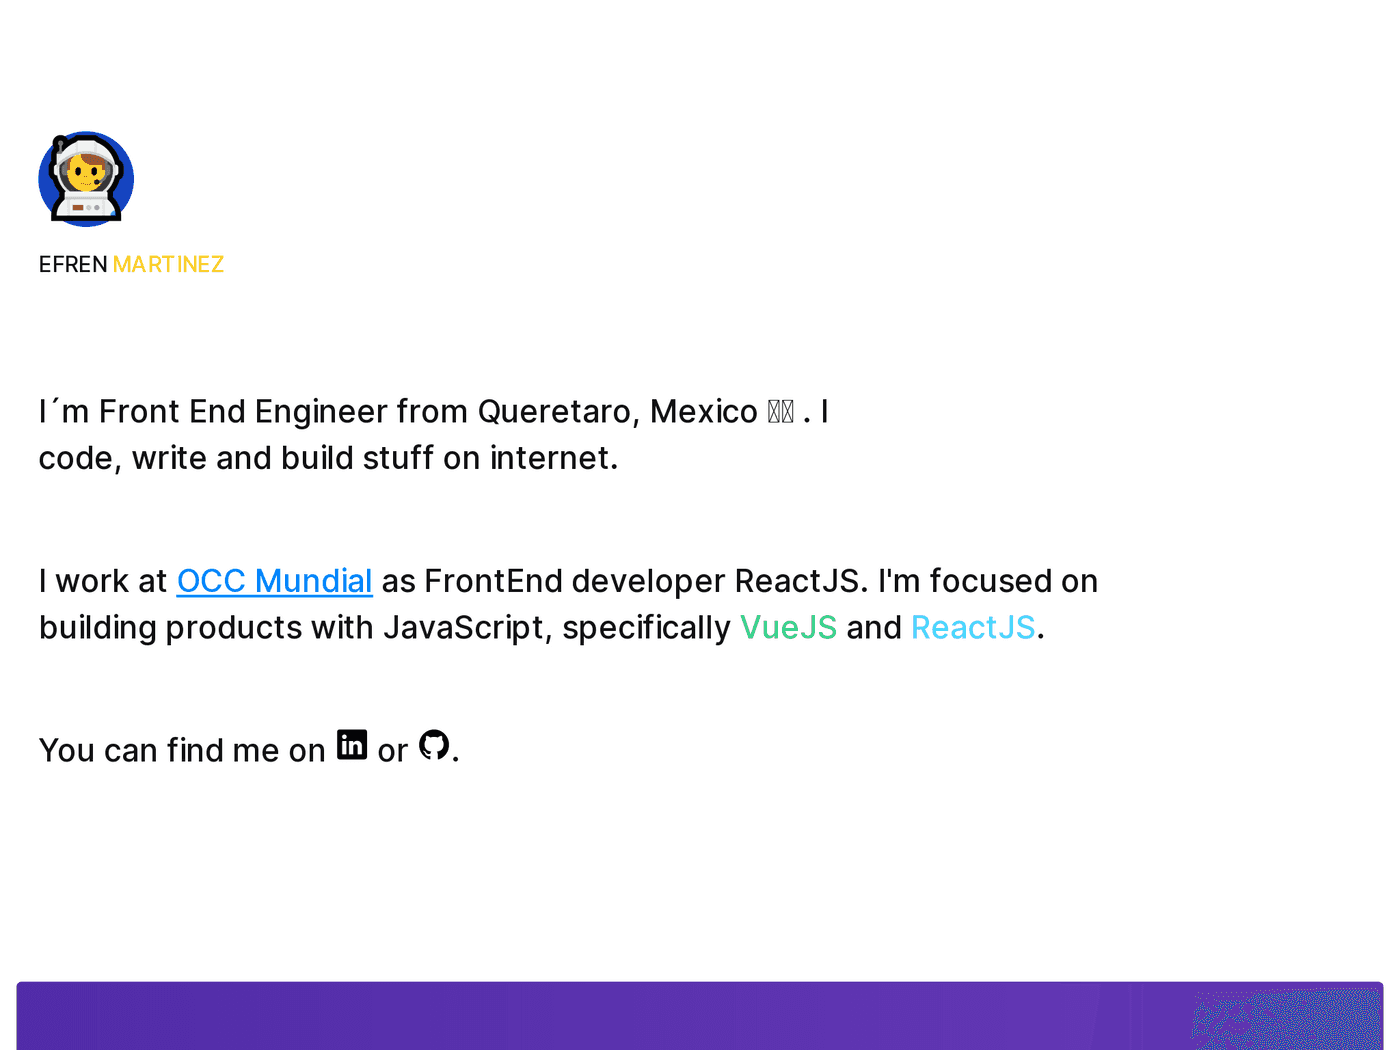 EFREN MARTINEZ
I´m Front End Engineer from Queretaro, Mexico . I
code, write and build stuff on internet.
I work at OCC Mundial as FrontEnd developer ReactJS. I'm focused on
building products with JavaScript, specifically VueJS and ReactJS.
You can find me on in or .